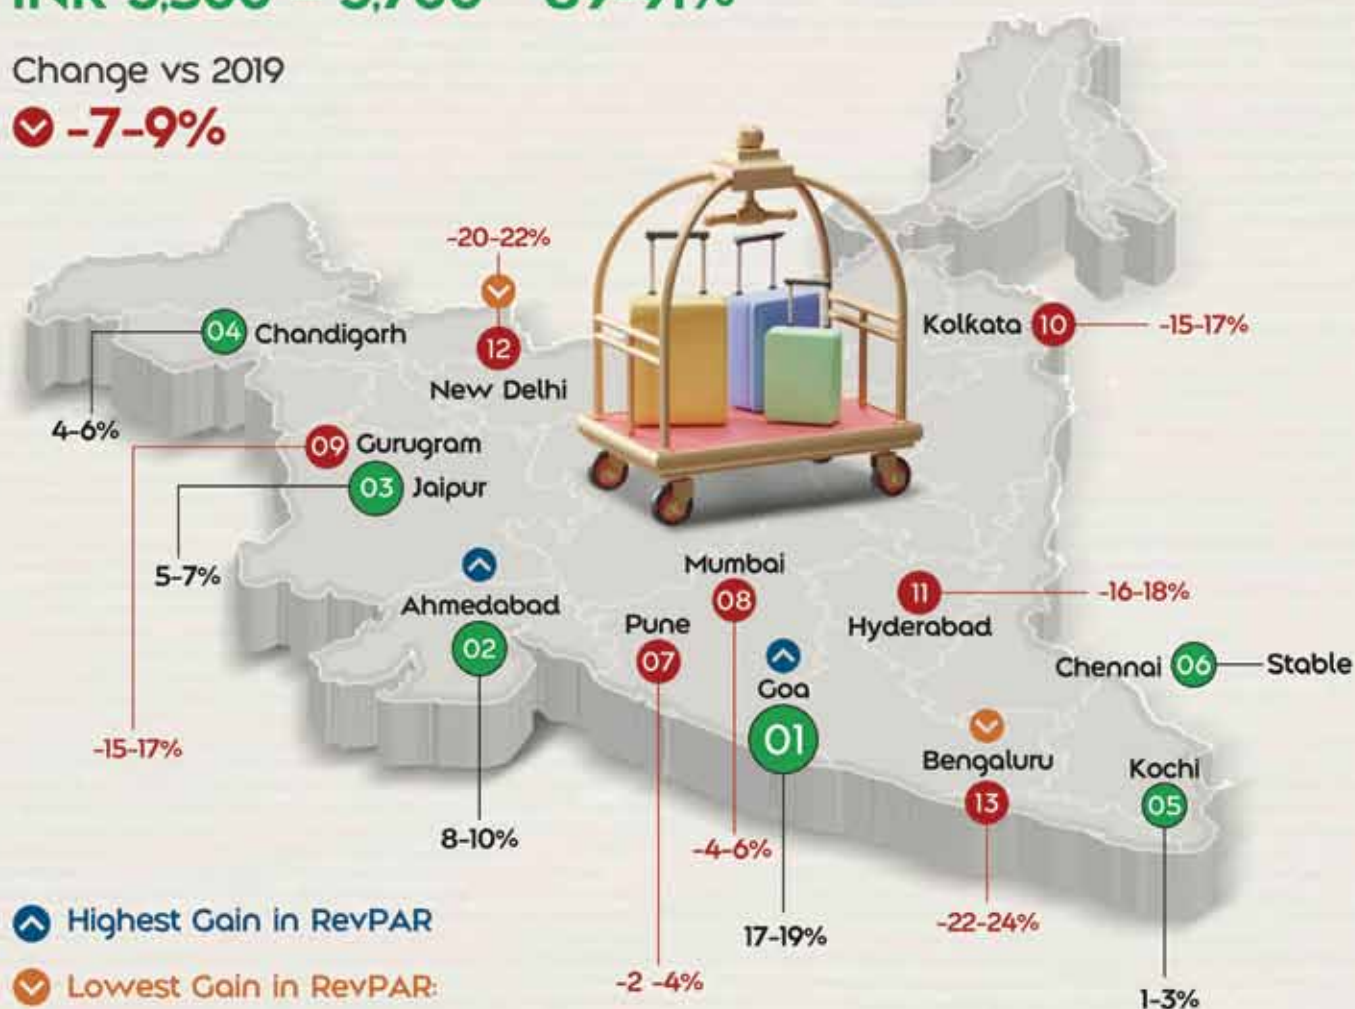 Change vs 2019
-7-9%
-20-22%
04 Chandigarh
12
New Delhi
Kolkata 10
-15-17%
4-6%
09 Gurugram
03 Jaipur
5-7%
Ahmedabad
02
Mumbai
08
Pune
07
11
Hyderabad
-16-18%
Goa
01
Chennai 06
Stable
-15-17%
Bengaluru
13
Kochi
05
8-10%
-4-6%
17-19%
-22-24%
-2 -4%
1-3%
Highest Gain in RevPAR
Lowest Gain in RevPAR: